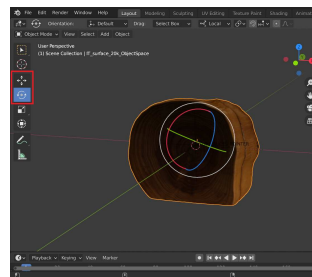 File Edit Render Window Help Layout Modeling Sculpting UV Editing Texture Paint Shading Animat
Orientation: Default Drag: Select Box Local
Object Mode View Select Add Object
User Perspective
(1) Scene Collection | lf_surface_20k_ObjectSpace
Playback Keying View Marker